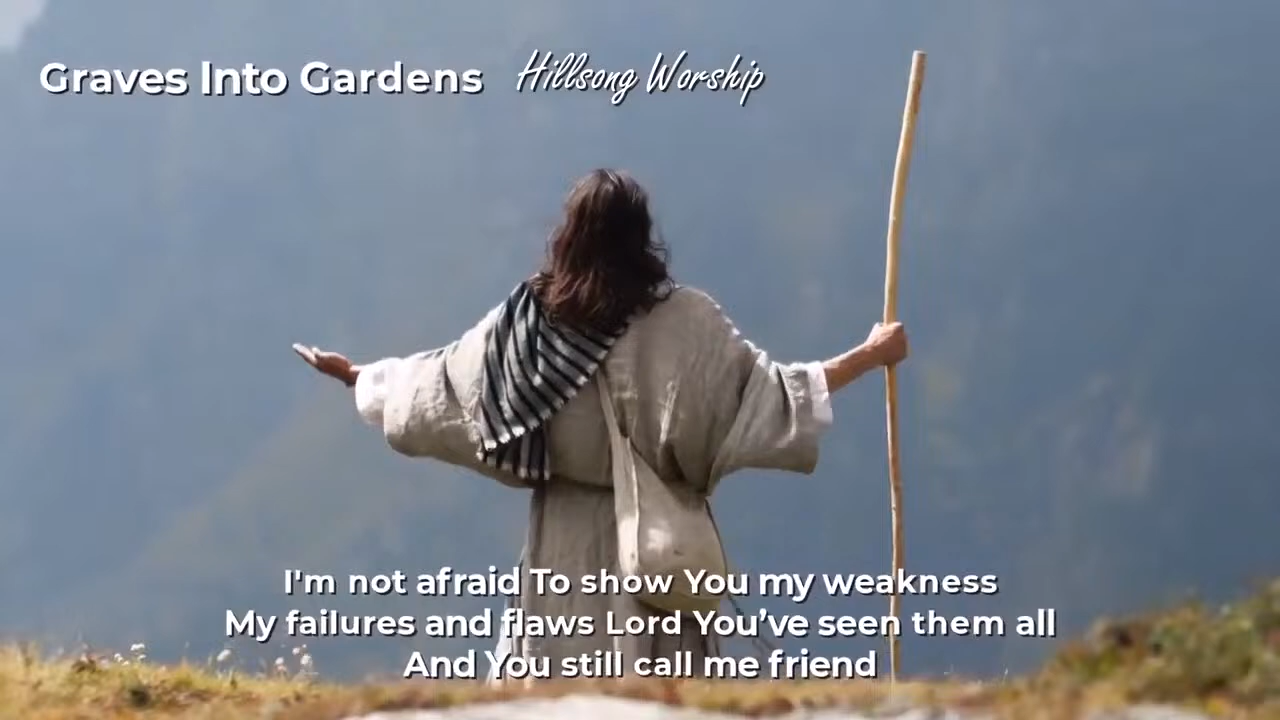 Graves Into Gardens Hillsong Worship
I'm not afraid To show You my weakness
My failures and flaws Lord You’ve seen them all
And You still call me friend